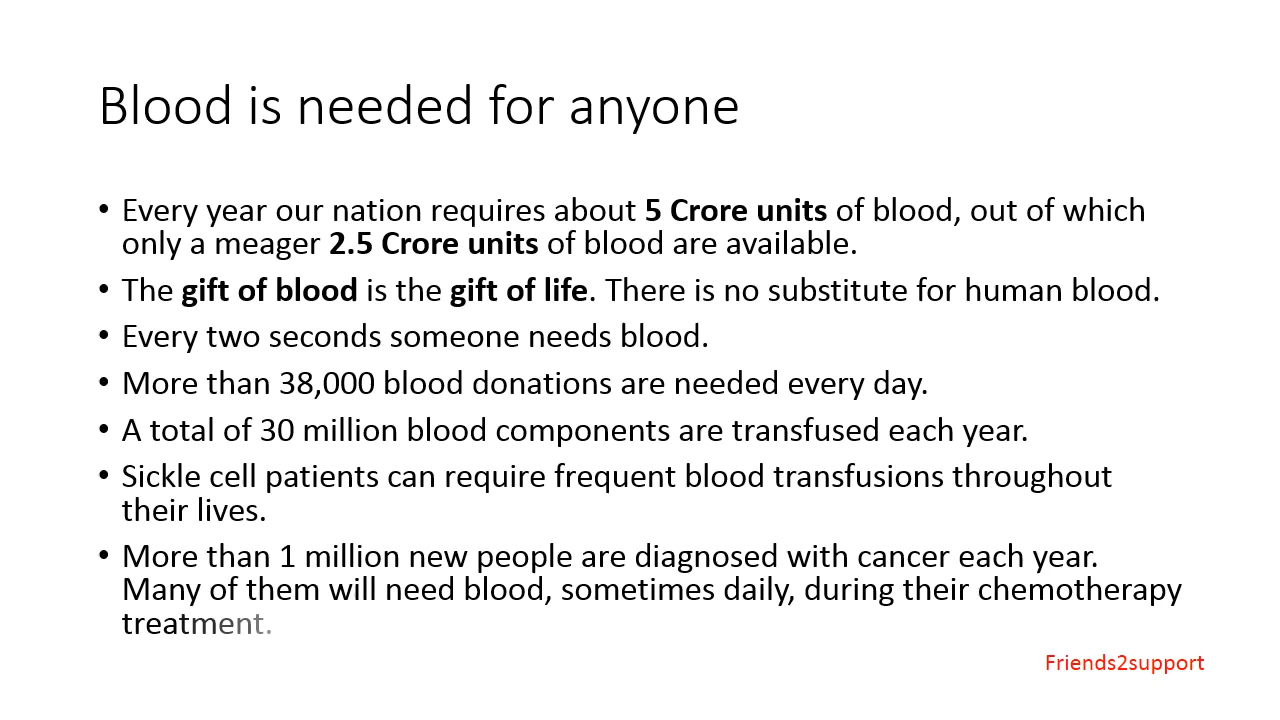 Blood is needed for anyone
• Every year our nation requires about 5 Crore units of blood, out of which
only a meager 2.5 Crore units of blood are available.
• The gift of blood is the gift of life. There is no substitute for human blood.
• Every two seconds someone needs blood.
• More than 38,000 blood donations are needed every day.
• A total of 30 million blood components are transfused each year.
• Sickle cell patients can require frequent blood transfusions throughout
their lives.
• More than 1 million new people are diagnosed with cancer each year.
Many of them will need blood, sometimes daily, during their chemotherapy
treatment.
Friends2support